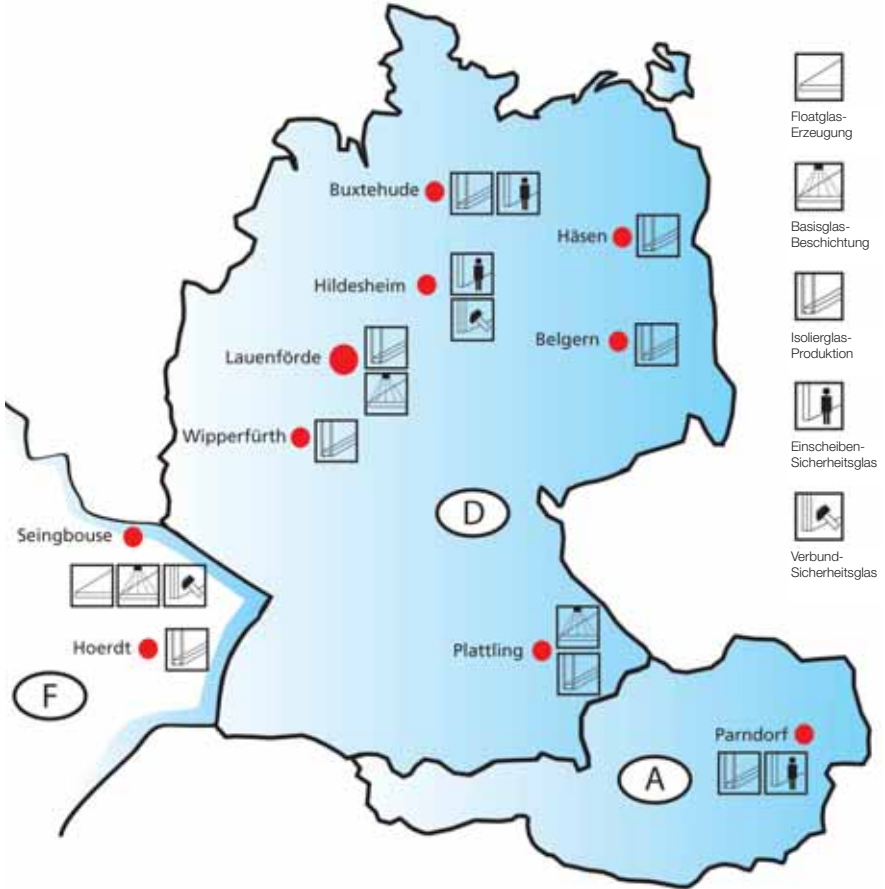 Floatglas-
Erzeugung
Buxtehude
Basisglas-
Beschichtung
Häsen
Hildesheim
Isolierglas-
Produktion
Belgern
Lauenförde
Wipperfürth
Einscheiben-
Sicherheitsglas
D
Seingbouse
Verbund-
Sicherheitsglas
Hoerdt
Plattling
F
Parndorf
A